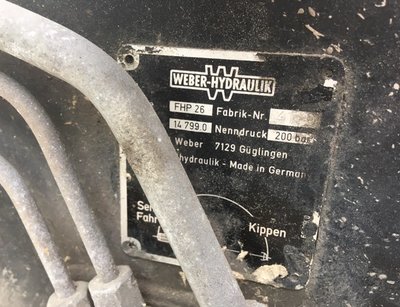 WEBER-HYDRAULIK
FHP 26 Fabrik-Nr.
14 799.0 Nenndruck 200 bar
Weber 7129 Güglingen
hydraulik - Made in German
Kippen